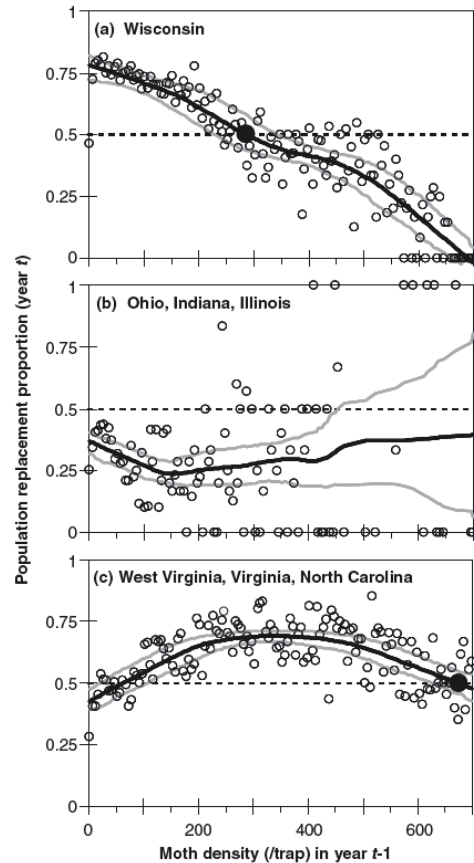 1
(a) Wisconsin
0.75
0.5
0.25
0
1
(b) Ohio, Indiana, Illinois
0.75
0.5
0.25
0
1
(c) West Virginia, Virginia, North Carolina
0.75
0.5
0.25
0
0 200 400 600
Moth density (/trap) in year t-1
Population replacement proportion (year t)